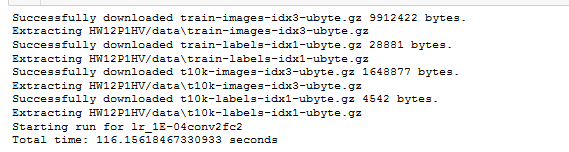 Successfully downloaded train-images-idx3-ubyte.gz 9912422 bytes.
Extracting HW12P1HV/data\train-images-idx3-ubyte.gz
Successfully downloaded train-labels-idx1-ubyte.gz 28881 bytes.
Extracting HW12P1HV/data\train-labels-idx1-ubyte.gz
Successfully downloaded t10k-images-idx3-ubyte.gz 1648877 bytes.
Extracting HW12P1HV/data\t10k-images-idx3-ubyte.gz
Successfully downloaded t10k-labels-idx1-ubyte.gz 4542 bytes.
Extracting HW12P1HV/data\t10k-labels-idx1-ubyte.gz
Starting run for lr_1E-04conv2fc2
Total time: 116.15618467330933 seconds